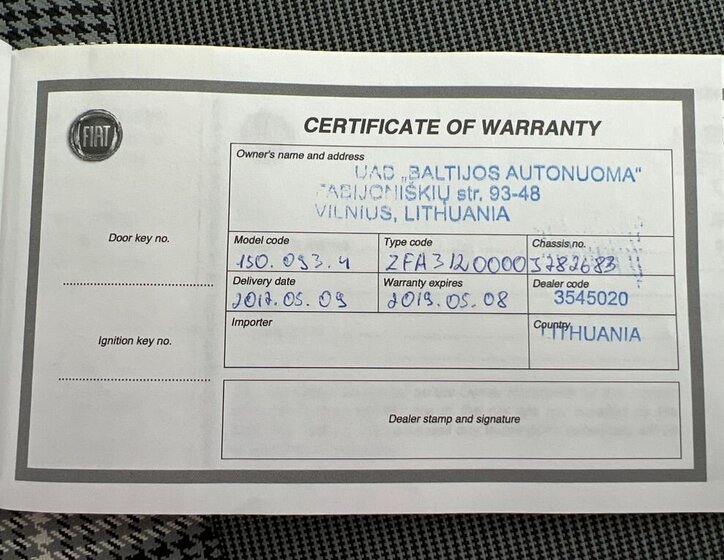 FIAT
CERTIFICATE OF WARRANTY
Owner's name and address
UAB „BALTIJOS AUTONUOMA"
FABIJONIŠKIŲ str. 93-48
VILNIUS, LITHUANIA
Door key no.
Model code
150.093.4
Type code
Chassis no.
ZFA3120000J782683
Delivery date
2017.05.09
Warranty expires
2019.05.08
Dealer code
3545020
Ignition key no.
Importer
Country
LITHUANIA
Dealer stamp and signature